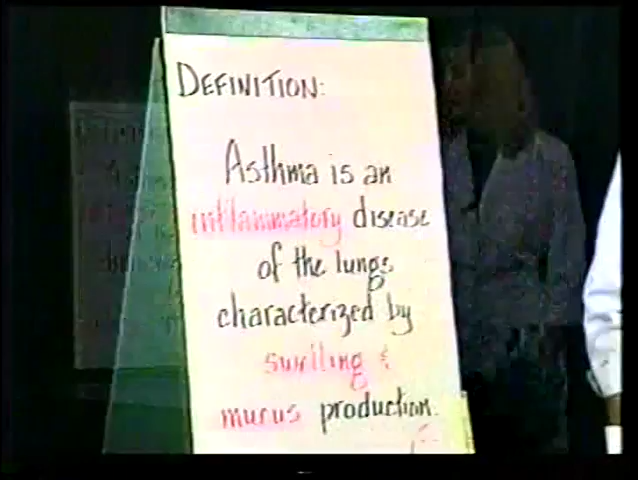 DEFINITION:
Asthma is an
inflammatory disease
of the lungs
characterized by
swelling &
mucus production.